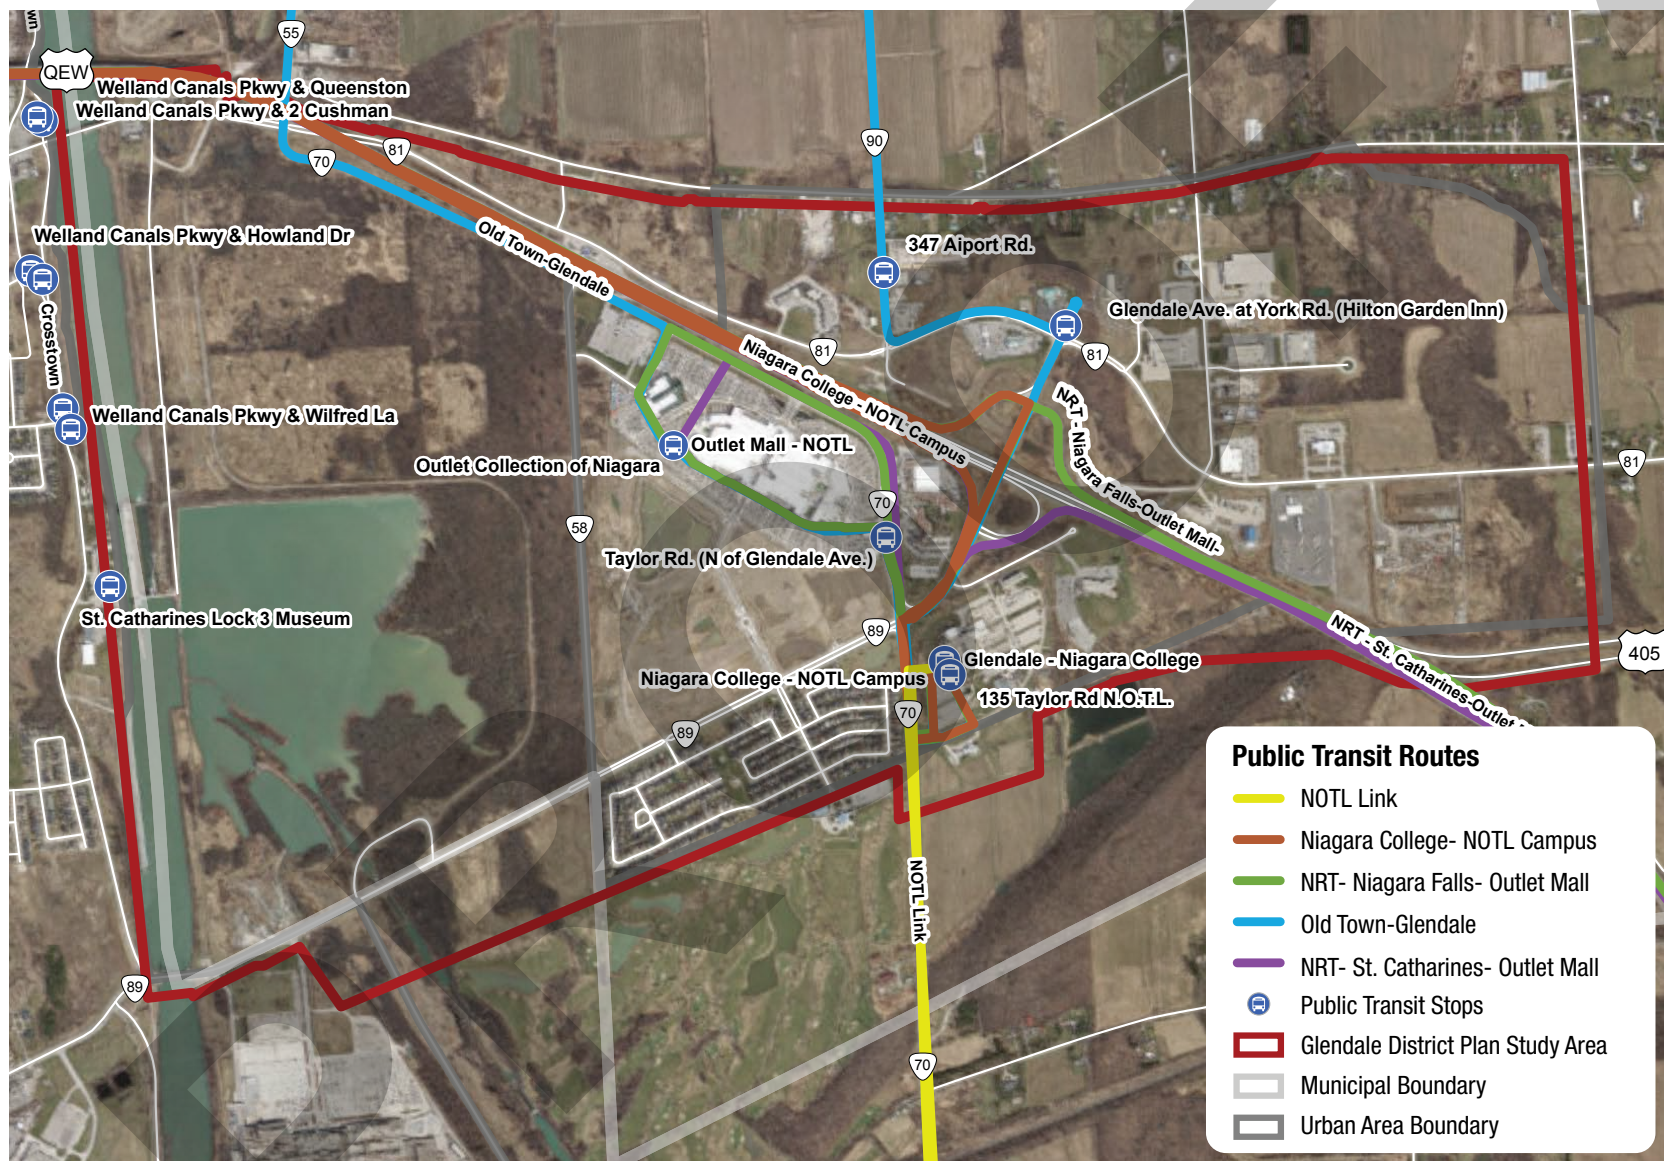 55
QEW
Welland Canals Pkwy & Queenston
Welland Canals Pkwy & 2 Cushman
81
70
90
Old Town-Glendale
Welland Canals Pkwy & Howland Dr
347 Aiport Rd.
Crosstown
Glendale Ave. at York Rd. (Hilton Garden Inn)
81
81
Niagara College - NOTL Campus
NRT - Niagara Falls-Outlet Mall-
Welland Canals Pkwy & Wilfred La
Outlet Mall - NOTL
Outlet Collection of Niagara
81
70
58
Taylor Rd. (N of Glendale Ave.)
St. Catharines Lock 3 Museum
89
NRT - St. Catharines-Outlet
405
Glendale - Niagara College
Niagara College - NOTL Campus
135 Taylor Rd N.O.T.L.
70
89
NOTL Link
89
70
Public Transit Routes
NOTL Link
Niagara College- NOTL Campus
NRT- Niagara Falls- Outlet Mall
Old Town-Glendale
NRT- St. Catharines- Outlet Mall
Public Transit Stops
Glendale District Plan Study Area
Municipal Boundary
Urban Area Boundary